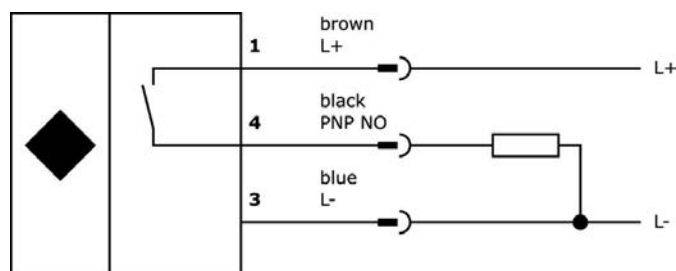 brown
1 L+
L+
black
4 PNP NO
blue
3 L-
L-